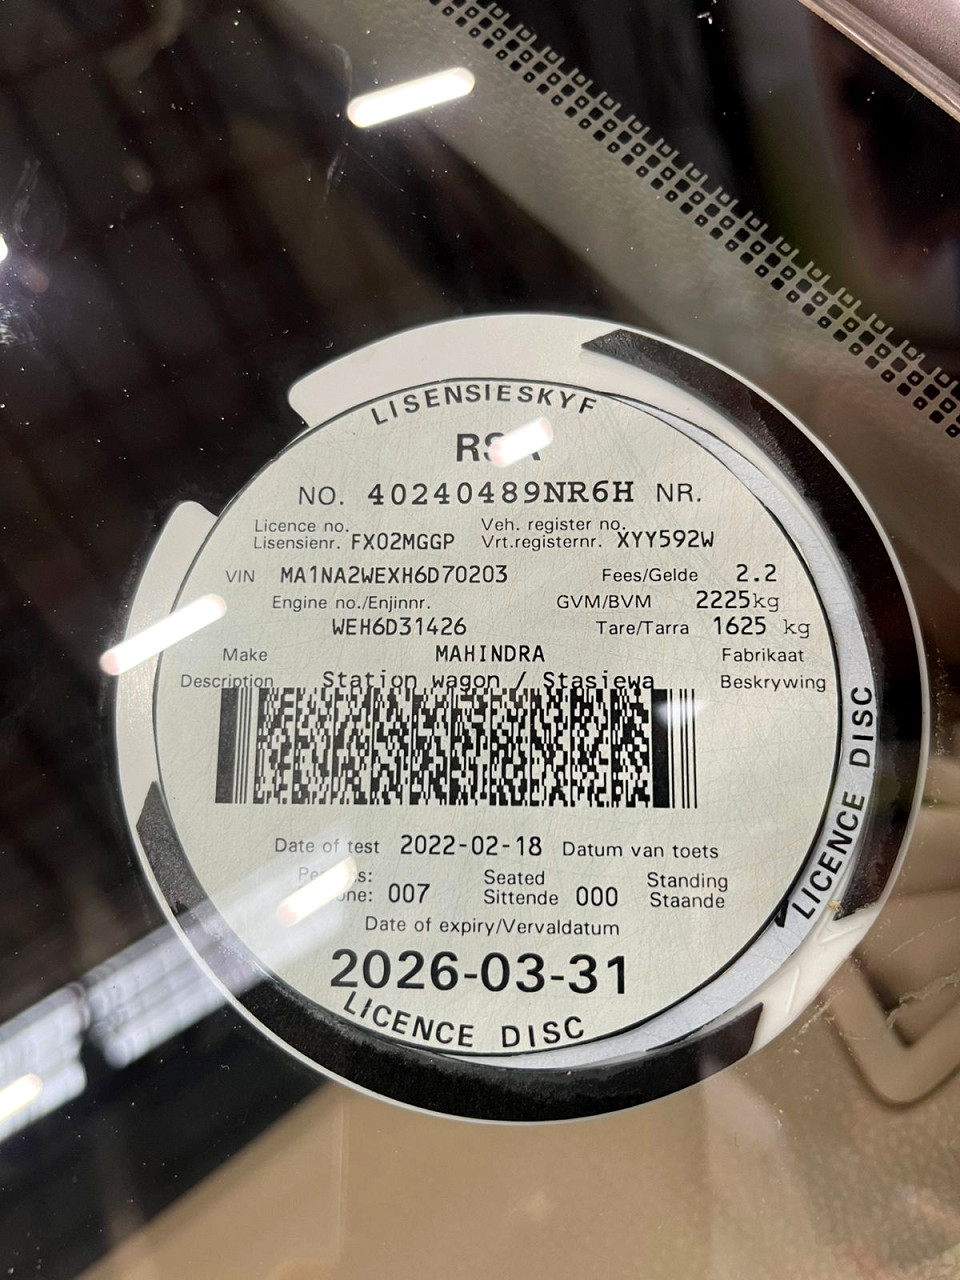 LISENSIESKYF
NO. 40240489NR6H NR.
Licence no. Veh. register no.
Lisensienr. FX02MGGP Vrt.registernr. XYY592W
VIN MA1NA2WEXH6D70203 Fees/Gelde 2.2
Engine no./Enjinnr. GVM/BVM 2225kg
WEH6D31426 Tare/Tarra 1625 kg
Make MAHINDRA Fabrikaat
Description Station wagon / Stasiewa Beskrywing
Date of test 2022-02-18 Datum van toets
Seated Standing
007 Sittende 000 Staande
Date of expiry/Vervaldatum
2026-03-31
LICENCE DISC
LICENCE DISC